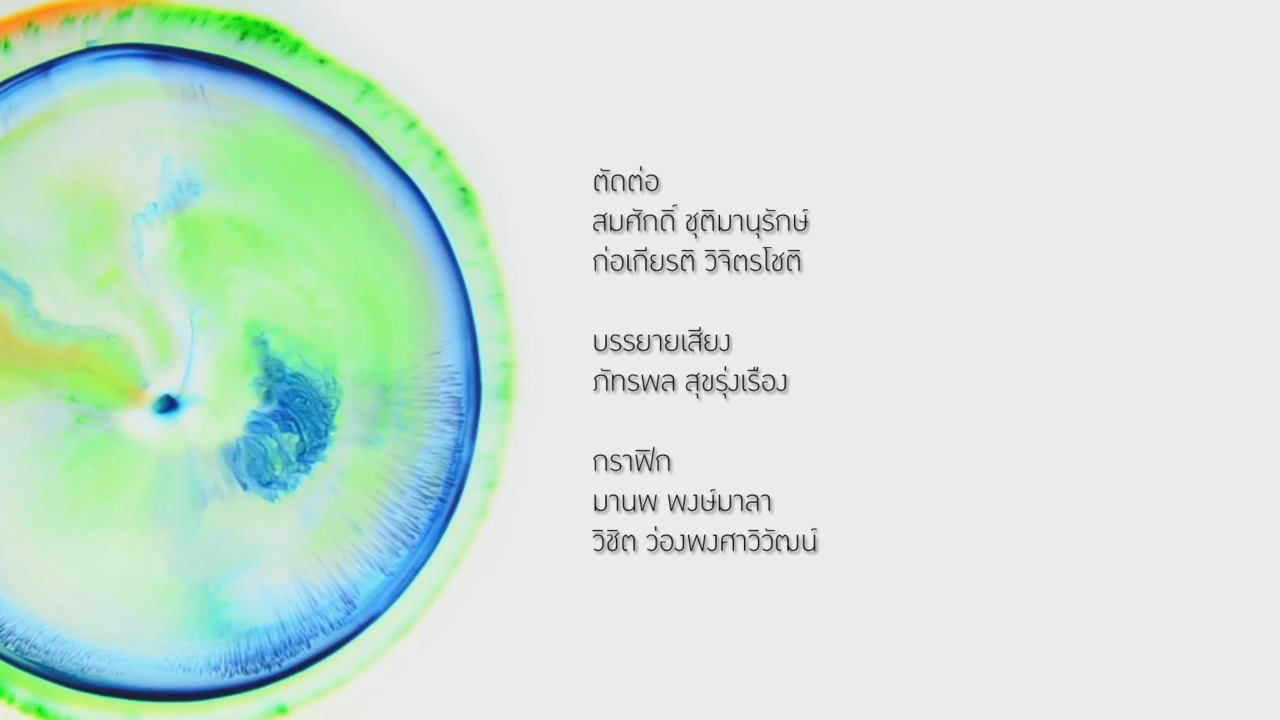 ตัดต่อ
สมศักดิ์ ชุติมานุรักษ์
ก่อเกียรติ วิจิตรโชติ
บรรยายเสียง
ภัทรพล สุขรุ่งเรือง
กราฟิก
มานพ พงษ์มาลา
วิชิต ว่องพงศาวิวัฒน์